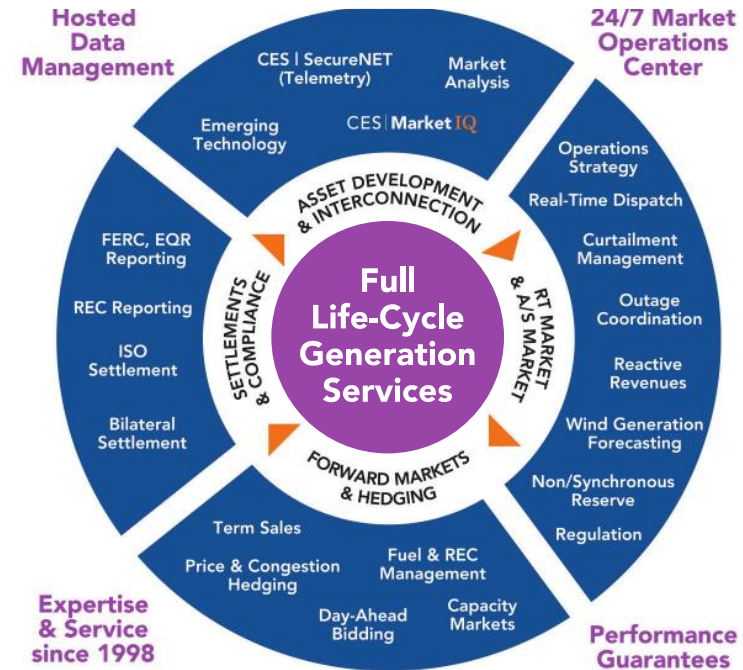 Hosted
Data
Management
24/7 Market
Operations
Center
CES | SecureNET
(Telemetry)
Market
Analysis
Emerging
Technology
CES | Market IQ
ASSET DEVELOPMENT
& INTERCONNECTION
Operations
Strategy
Real-Time Dispatch
Curtailment
Management
Outage
Coordination
Reactive
Revenues
Wind Generation
Forecasting
Non/Synchronous
Reserve
Regulation
RT MARKET
& A/S MARKET
FERC, EQR
Reporting
REC Reporting
ISO
Settlement
Bilateral
Settlement
SETTLEMENTS
& COMPLIANCE
Full
Life-Cycle
Generation
Services
FORWARD MARKETS
& HEDGING
Term Sales
Price & Congestion
Hedging
Fuel & REC
Management
Day-Ahead
Bidding
Capacity
Markets
Expertise
& Service
since 1998
Performance
Guarantees